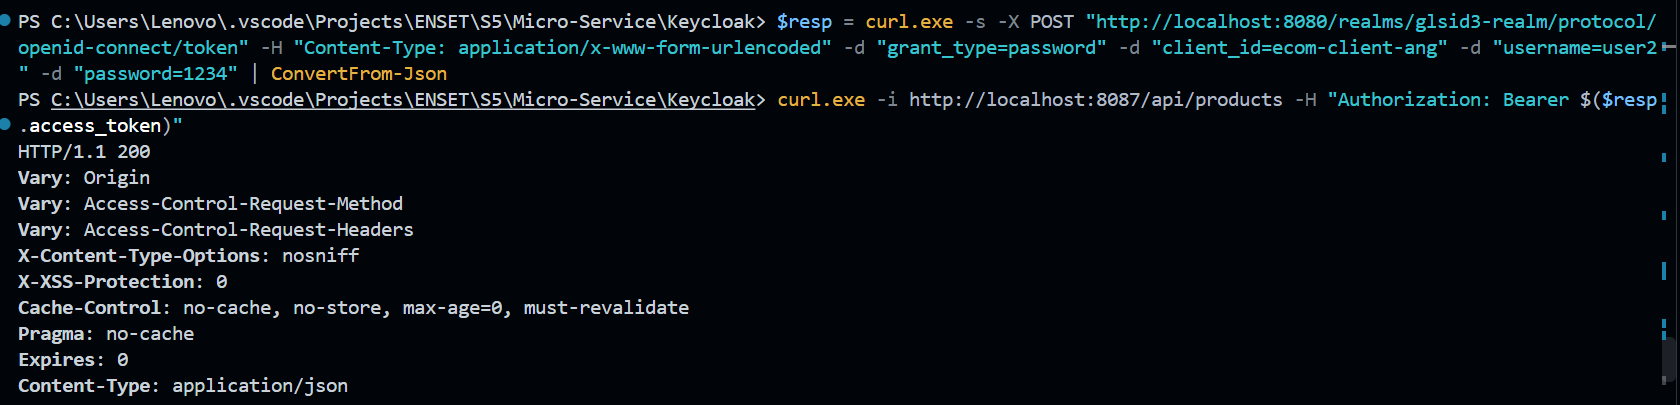 PS C:\Users\Lenovo\.vscode\Projects\ENSET\S5\Micro-Service\Keycloak> $resp = curl.exe -s -X POST "http://localhost:8080/realms/glsid3-realm/protocol/
openid-connect/token" -H "Content-Type: application/x-www-form-urlencoded" -d "grant_type=password" -d "client_id=ecom-client-ang" -d "username=user2
" -d "password=1234" | ConvertFrom-Json
PS C:\Users\Lenovo\.vscode\Projects\ENSET\S5\Micro-Service\Keycloak> curl.exe -i http://localhost:8087/api/products -H "Authorization: Bearer $($resp
.access_token)"
HTTP/1.1 200
Vary: Origin
Vary: Access-Control-Request-Method
Vary: Access-Control-Request-Headers
X-Content-Type-Options: nosniff
X-XSS-Protection: 0
Cache-Control: no-cache, no-store, max-age=0, must-revalidate
Pragma: no-cache
Expires: 0
Content-Type: application/json